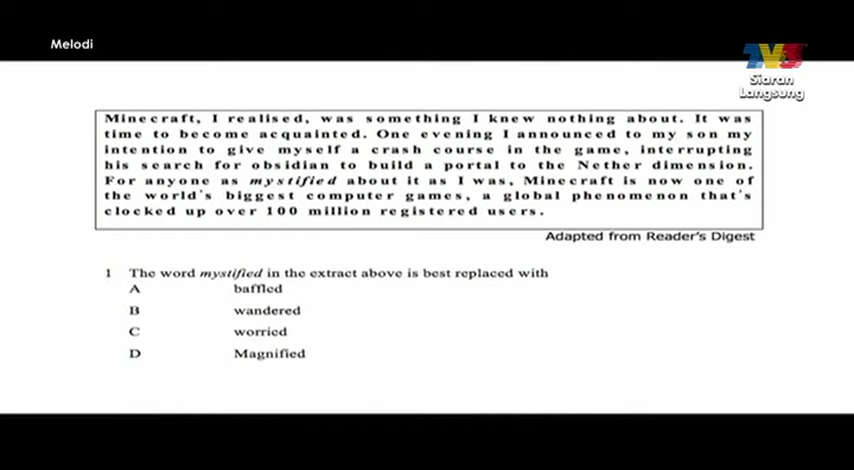 Melodi
TV3
Siaran
Langsung
Minecraft, I realised, was something I knew nothing about. It was
time to become acquainted. One evening I announced to my son my
intention to give myself a crash course in the game, interrupting
his search for obsidian to build a portal to the Nether dimension.
For anyone as mystified about it as I was, Minecraft is now one of
the world's biggest computer games, a global phenomenon that's
clocked up over 100 million registered users.
Adapted from Reader's Digest
1 The word mystified in the extract above is best replaced with
A baffled
B wandered
C worried
D Magnified